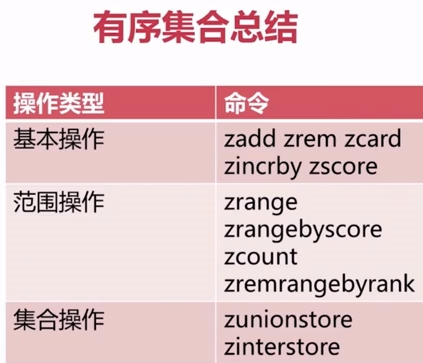 有序集合总结
操作类型 命令
基本操作 zadd zrem zcard
zincrby zscore
范围操作 zrange
zrangebyscore
zcount
zremrangebyrank
集合操作 zunionstore
zinterstore